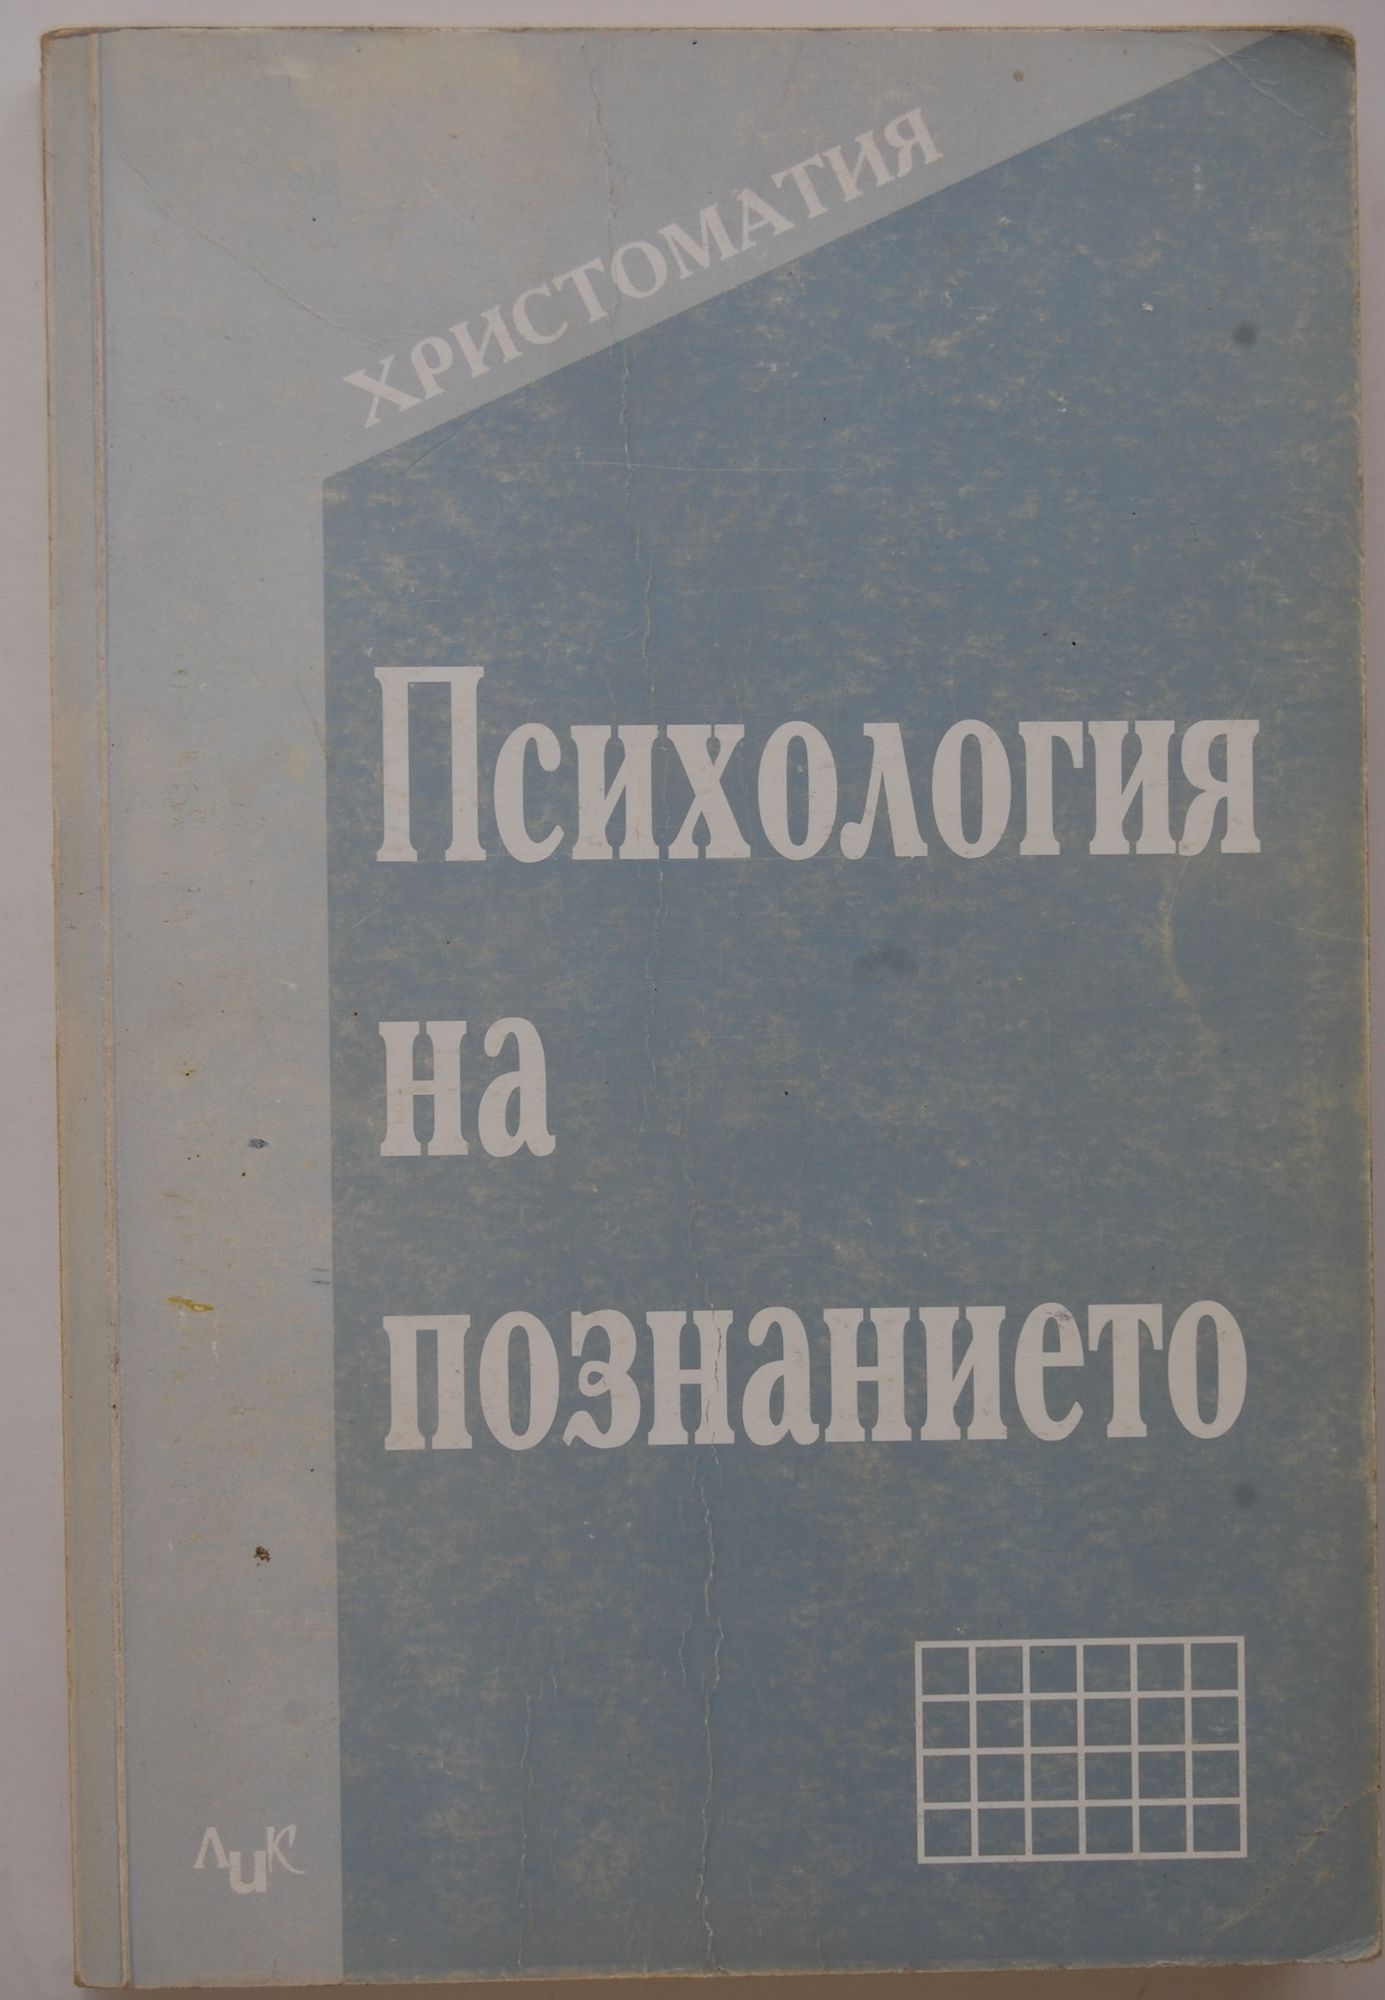 ХРИСТОМАТИЯ
Психология
на
познанието
ЛиК